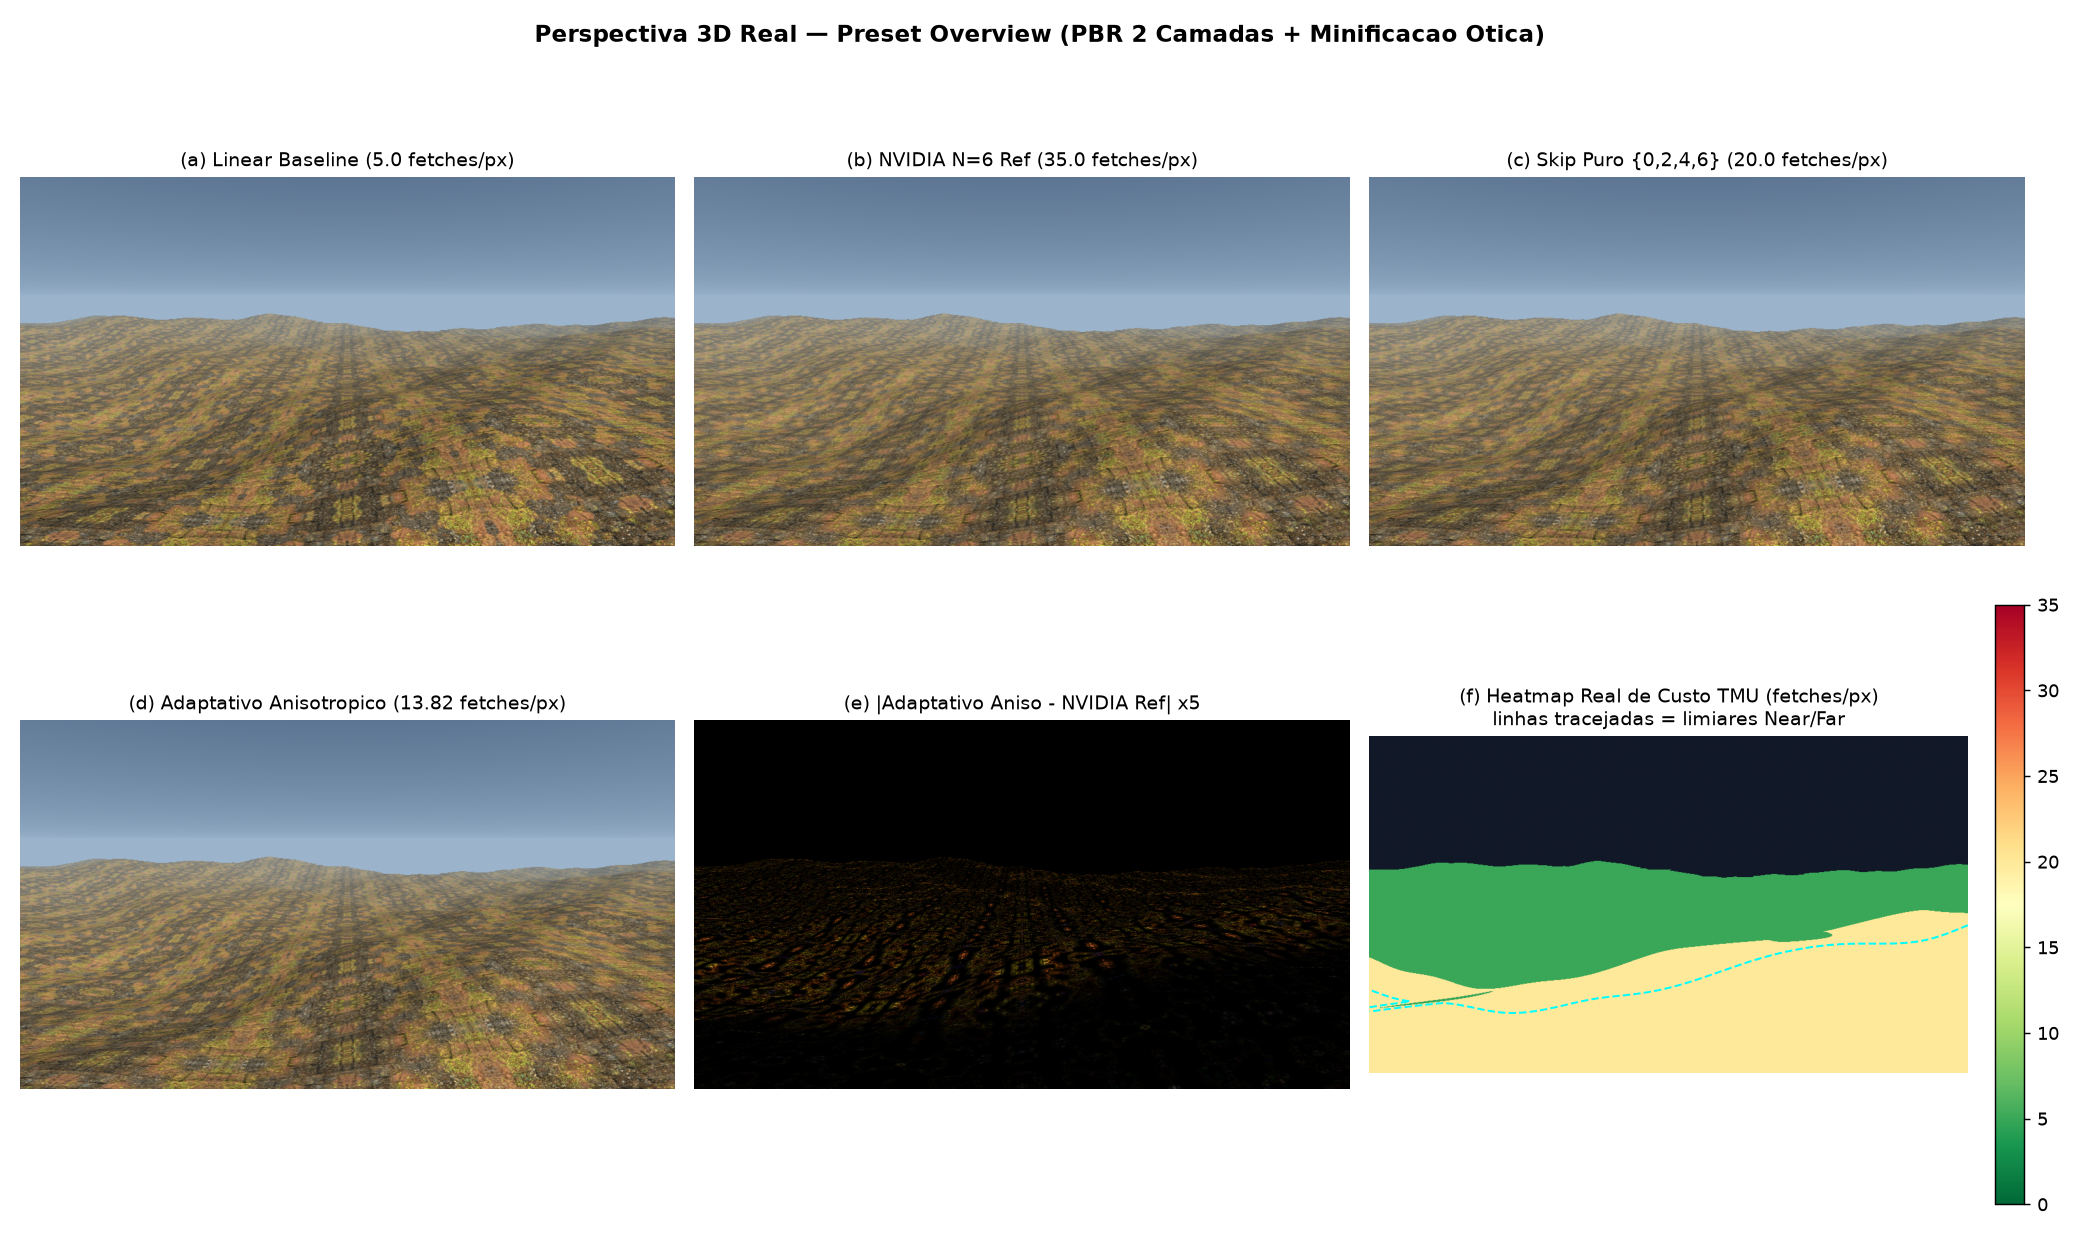 Perspectiva 3D Real — Preset Overview (PBR 2 Camadas + Minificacao Otica)
(a) Linear Baseline (5.0 fetches/px)
(b) NVIDIA N=6 Ref (35.0 fetches/px)
(c) Skip Puro {0,2,4,6} (20.0 fetches/px)
(d) Adaptativo Anisotropico (13.82 fetches/px)
(e) |Adaptativo Aniso - NVIDIA Ref| x5
(f) Heatmap Real de Custo TMU (fetches/px)
linhas tracejadas = limiares Near/Far
35
30
25
20
15
10
5
0